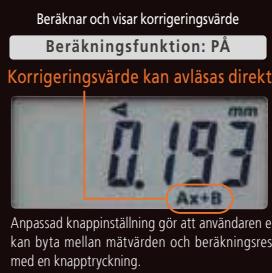 Beräknar och visar korrigeringsvärde
Beräkningsfunktion: PÅ
Korrigeringsvärde kan avläsas direkt
mm
0.193
Ax+B
Anpassad knappinställning gör att användaren e
kan byta mellan mätvärden och beräkningsres
med en knapptryckning.